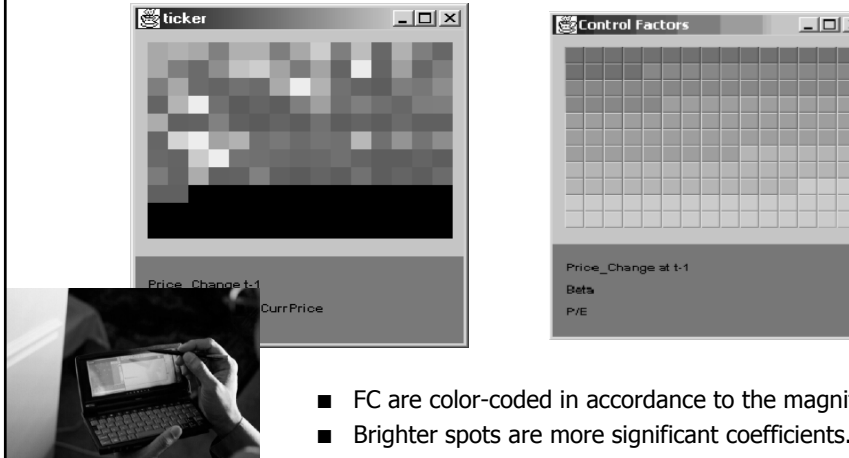 ticker
Control Factors
Price_Change t-1
CurrPrice
Price_Change at t-1
Beta
P/E
■ FC are color-coded in accordance to the magni
■ Brighter spots are more significant coefficients.